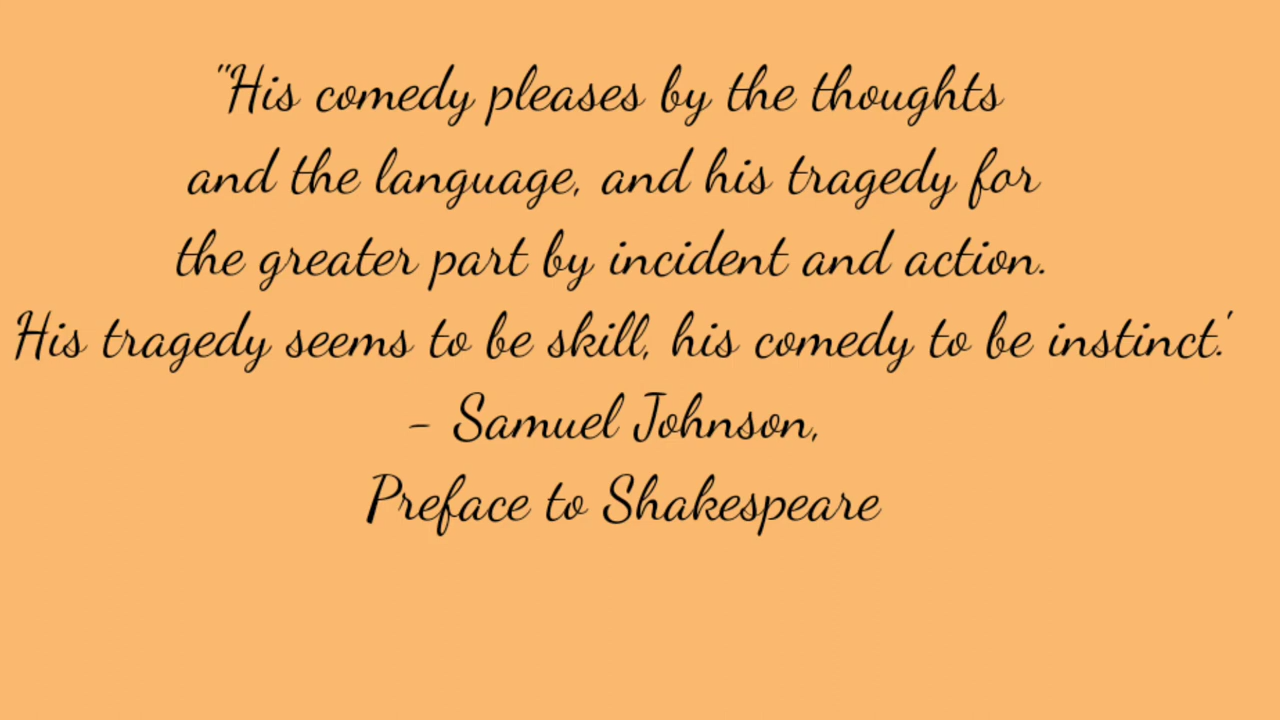 "His comedy pleases by the thoughts
and the language, and his tragedy for
the greater part by incident and action.
His tragedy seems to be skill, his comedy to be instinct.'
- Samuel Johnson,
Preface to Shakespeare